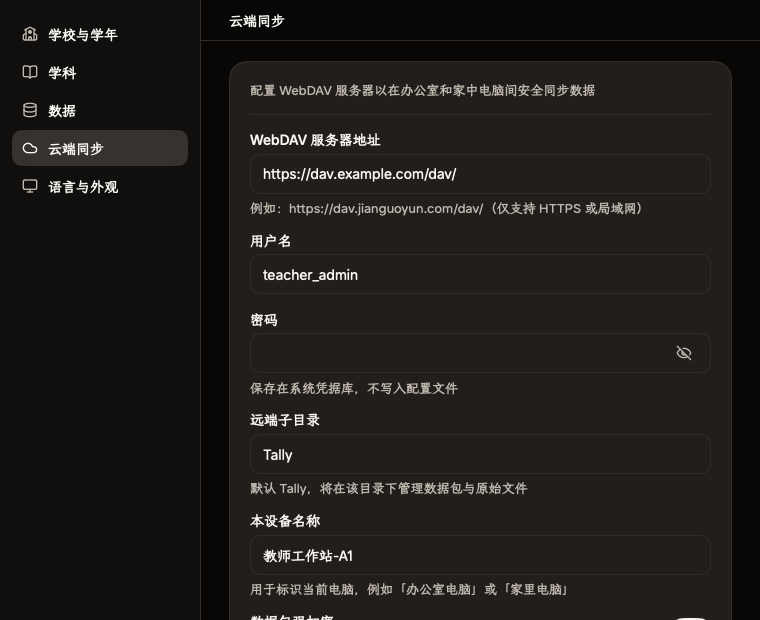 学校与学年
学科
数据
云端同步
语言与外观
云端同步
配置 WebDAV 服务器以在办公室和家中电脑间安全同步数据
WebDAV 服务器地址
https://dav.example.com/dav/
例如：https://dav.jianguoyun.com/dav/（仅支持 HTTPS 或局域网）
用户名
teacher_admin
密码
保存在系统凭据库，不写入配置文件
远端子目录
Tally
默认 Tally，将在该目录下管理数据包与原始文件
本设备名称
教师工作站-A1
用于标识当前电脑，例如「办公室电脑」或「家里电脑」